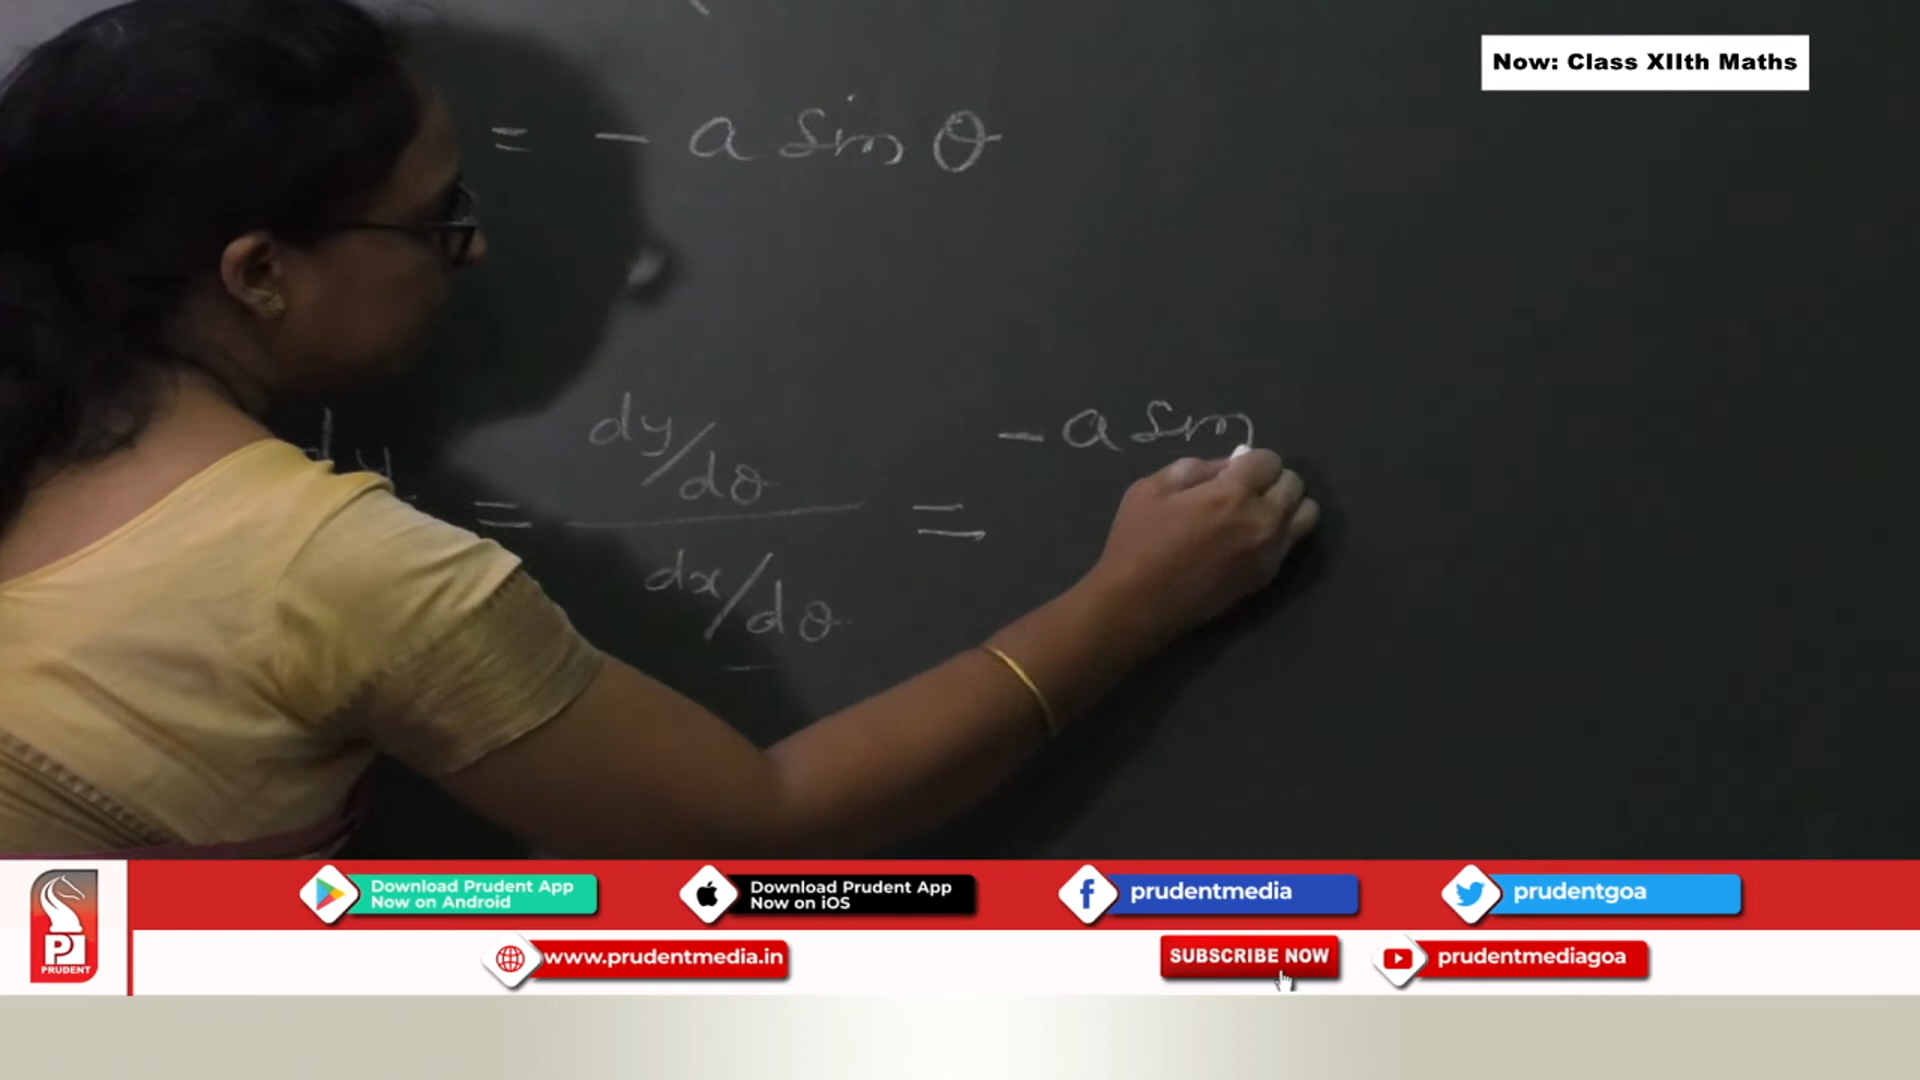 Now: Class XIIth Maths
= - a sin θ
dy = dy/dθ / dx/dθ = - a sin
Download Prudent App
Now on Android
Download Prudent App
Now on iOS
prudentmedia
prudentgoa
PRUDENT
www.prudentmedia.in
SUBSCRIBE NOW
prudentmediagoa